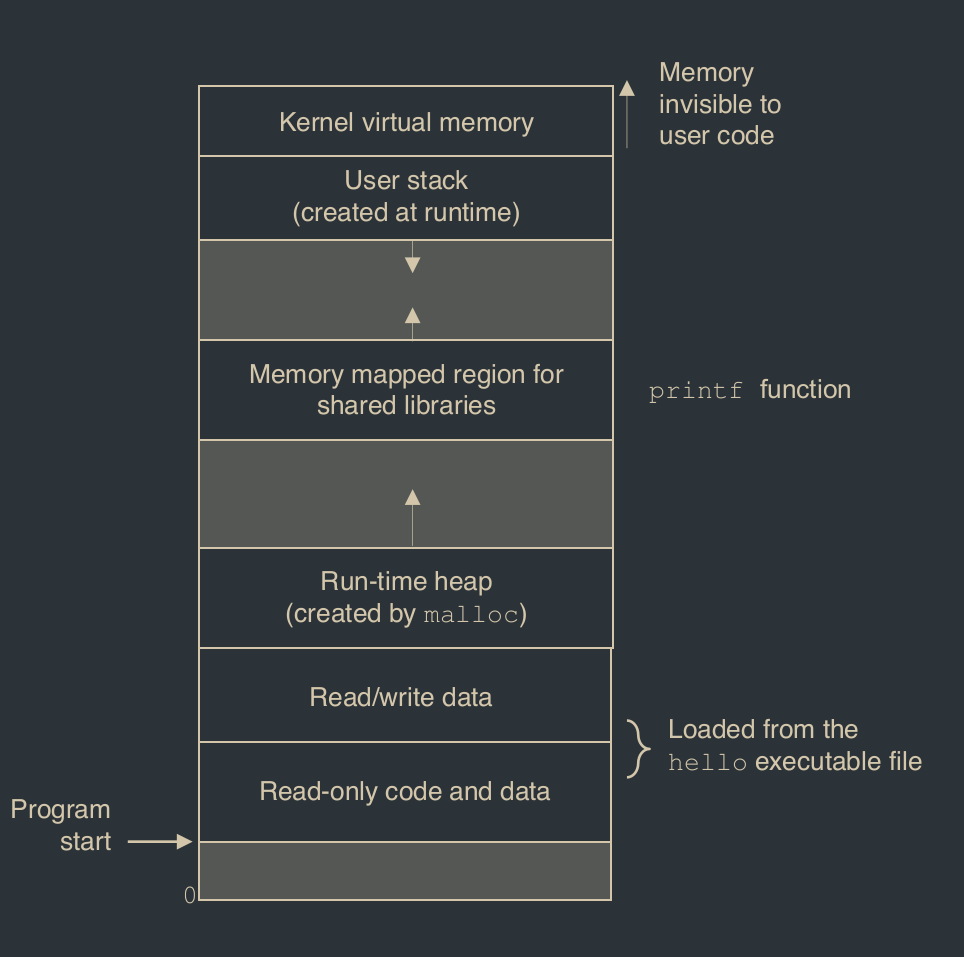 Memory
invisible to
user code
Kernel virtual memory
User stack
(created at runtime)
Memory mapped region for
shared libraries
printf function
Run-time heap
(created by malloc)
Read/write data
Loaded from the
hello executable file
Read-only code and data
Program
start
0